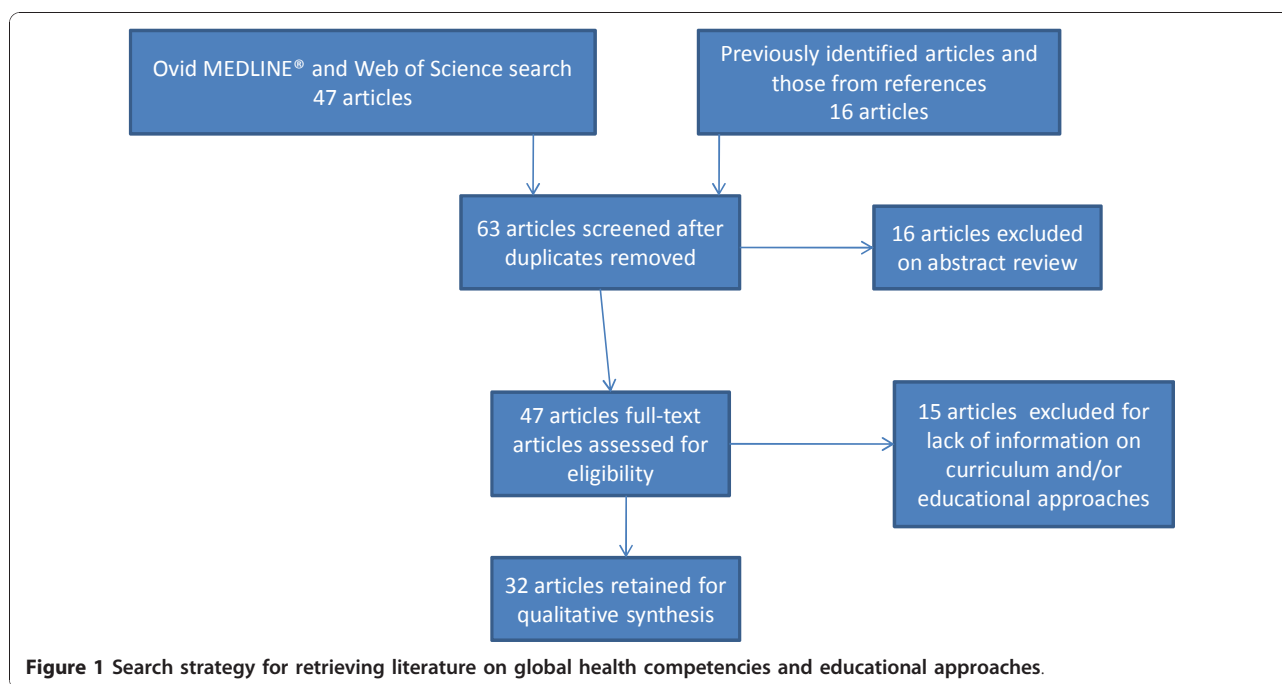 Ovid MEDLINE® and Web of Science search
47 articles
Previously identified articles and
those from references
16 articles
63 articles screened after
duplicates removed
16 articles excluded
on abstract review
47 articles full-text
articles assessed for
eligibility
15 articles excluded for
lack of information on
curriculum and/or
educational approaches
32 articles retained for
qualitative synthesis
Figure 1 Search strategy for retrieving literature on global health competencies and educational approaches.